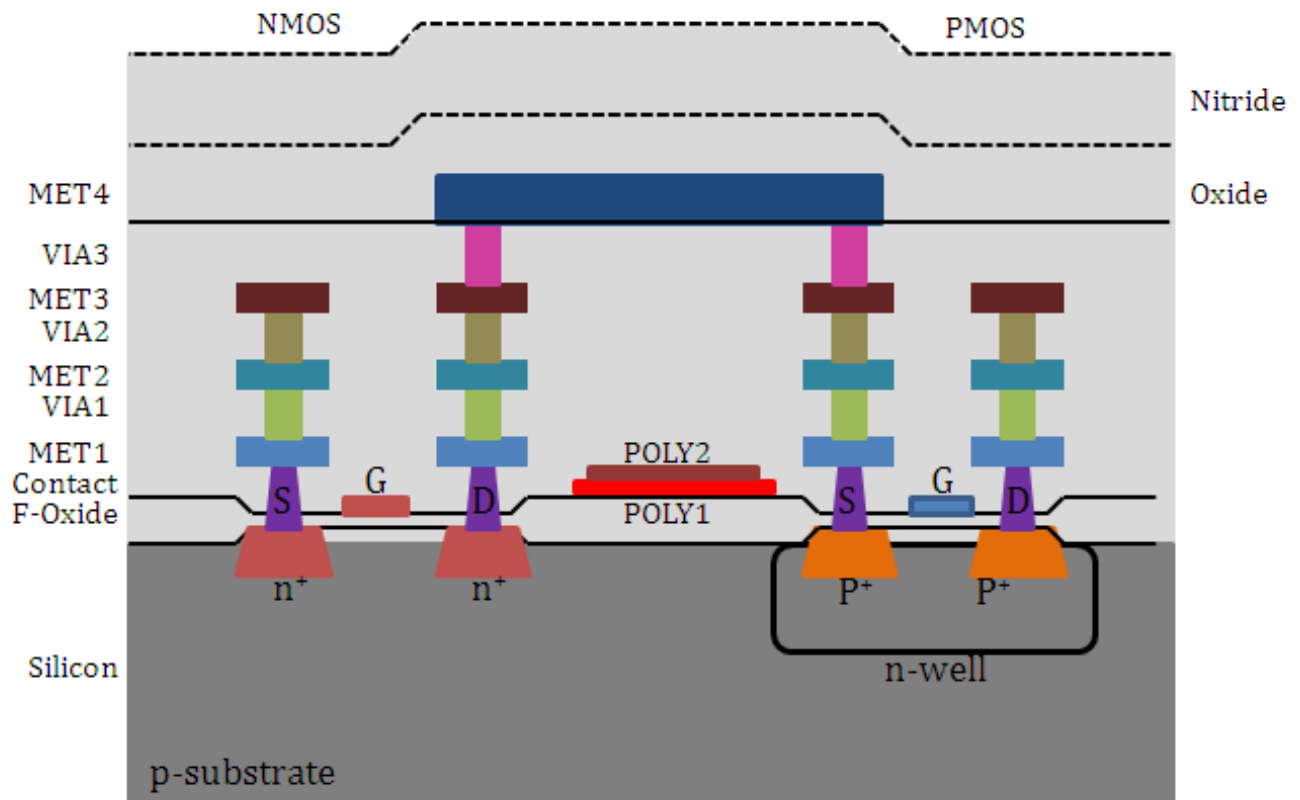 NMOS
PMOS
Nitride
MET4
Oxide
VIA3
MET3
VIA2
MET2
VIA1
MET1
POLY2
Contact
G
G
F-Oxide
S
D
POLY1
S
D
n⁺
n⁺
P⁺
P⁺
Silicon
n-well
p-substrate